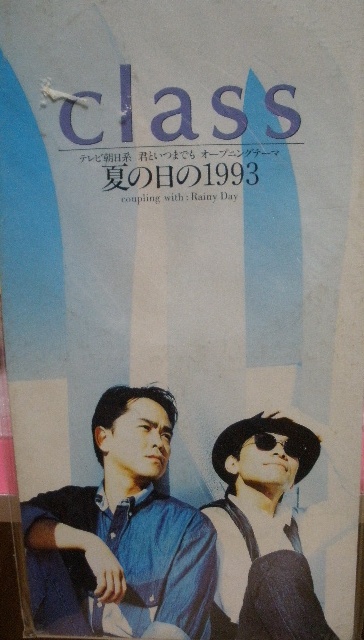 class
テレビ朝日系 君といつまでも オープニングテーマ
夏の日の1993
coupling with : Rainy Day